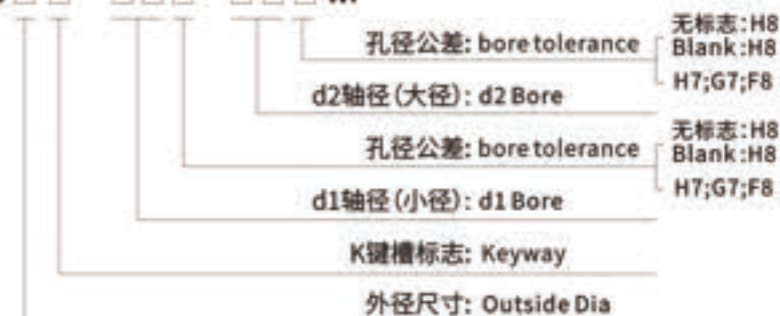 孔径公差: bore tolerance
无标志:H8
Blank:H8
H7;G7;F8
d2轴径(大径): d2 Bore
孔径公差: bore tolerance
无标志:H8
Blank:H8
H7;G7;F8
d1轴径(小径): d1 Bore
K键槽标志: Keyway
外径尺寸: Outside Dia